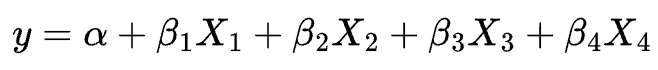 y = α + β₁X₁ + β₂X₂ + β₃X₃ + β₄X₄